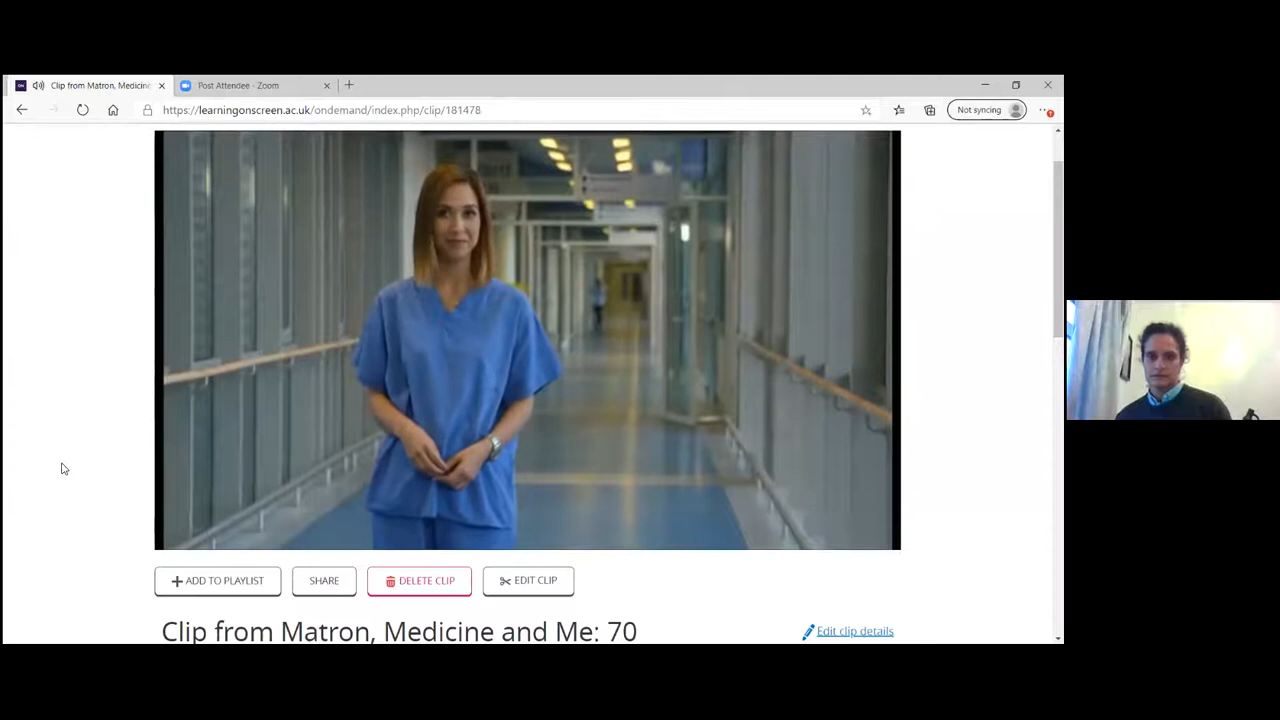 Clip from Matron, Medicine
Post Attendee - Zoom
https://learningonscreen.ac.uk/ondemand/index.php/clip/181478
Not syncing
ADD TO PLAYLIST
SHARE
DELETE CLIP
EDIT CLIP
Clip from Matron, Medicine and Me: 70
Edit clip details